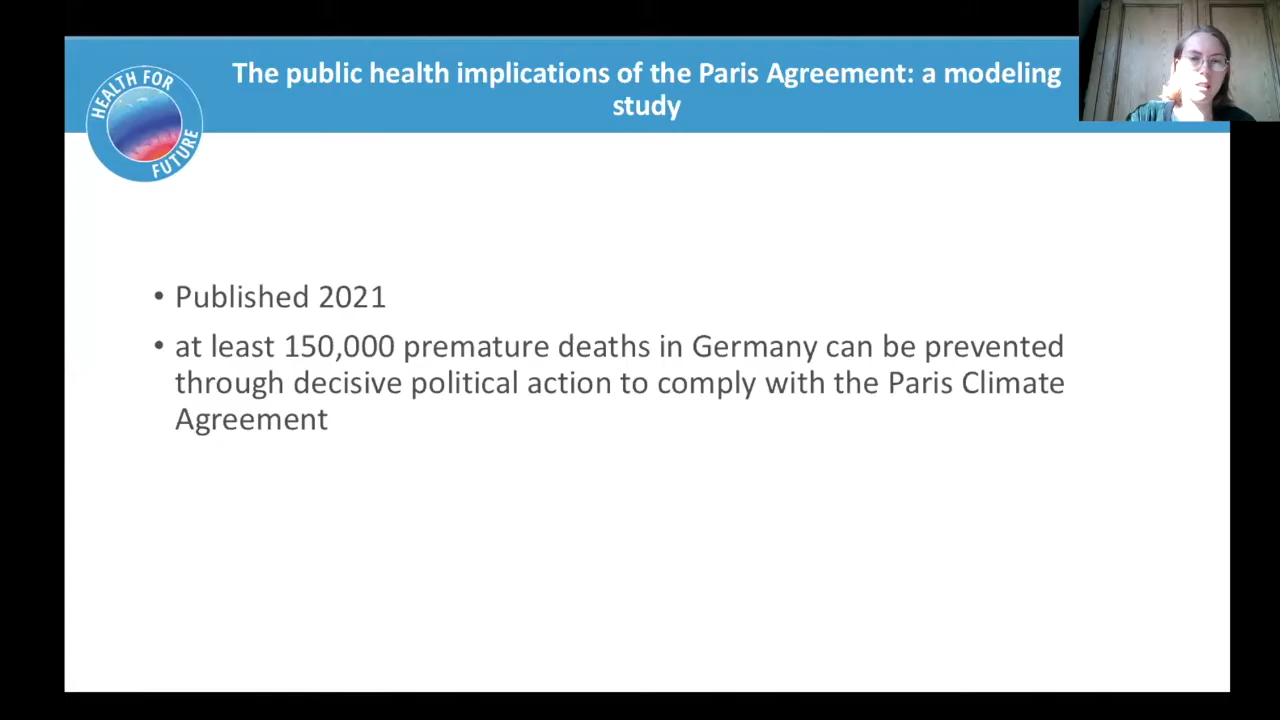 The public health implications of the Paris Agreement: a modeling
study
HEALTH FOR
FUTURE
• Published 2021
• at least 150,000 premature deaths in Germany can be prevented
through decisive political action to comply with the Paris Climate
Agreement